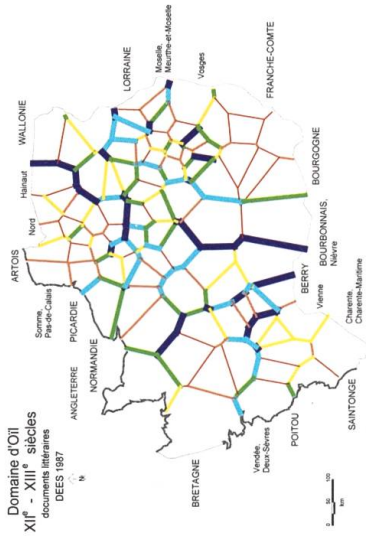 Domaine d'Oïl
XIIe - XIIIe siècles
documents littéraires
DEES 1987
N
ANGLETERRE
NORMANDIE
PICARDIE
Somme,
Pas-de-Calais
ARTOIS
Nord
Hainaut
WALLONIE
LORRAINE
Moselle,
Meurthe-et-Moselle
Vosges
FRANCHE-COMTE
BOURGOGNE
BOURBONNAIS,
Nièvre
BERRY
Vienne
Charente,
Charente-Maritime
SAINTONGE
POITOU
Vendée,
Deux-Sèvres
BRETAGNE
0 50 100
km